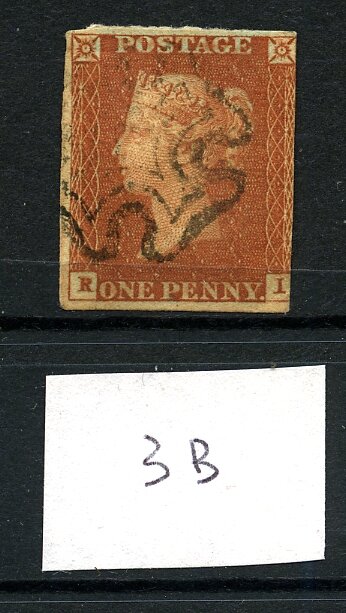 POSTAGE
R ONE PENNY. I
3B